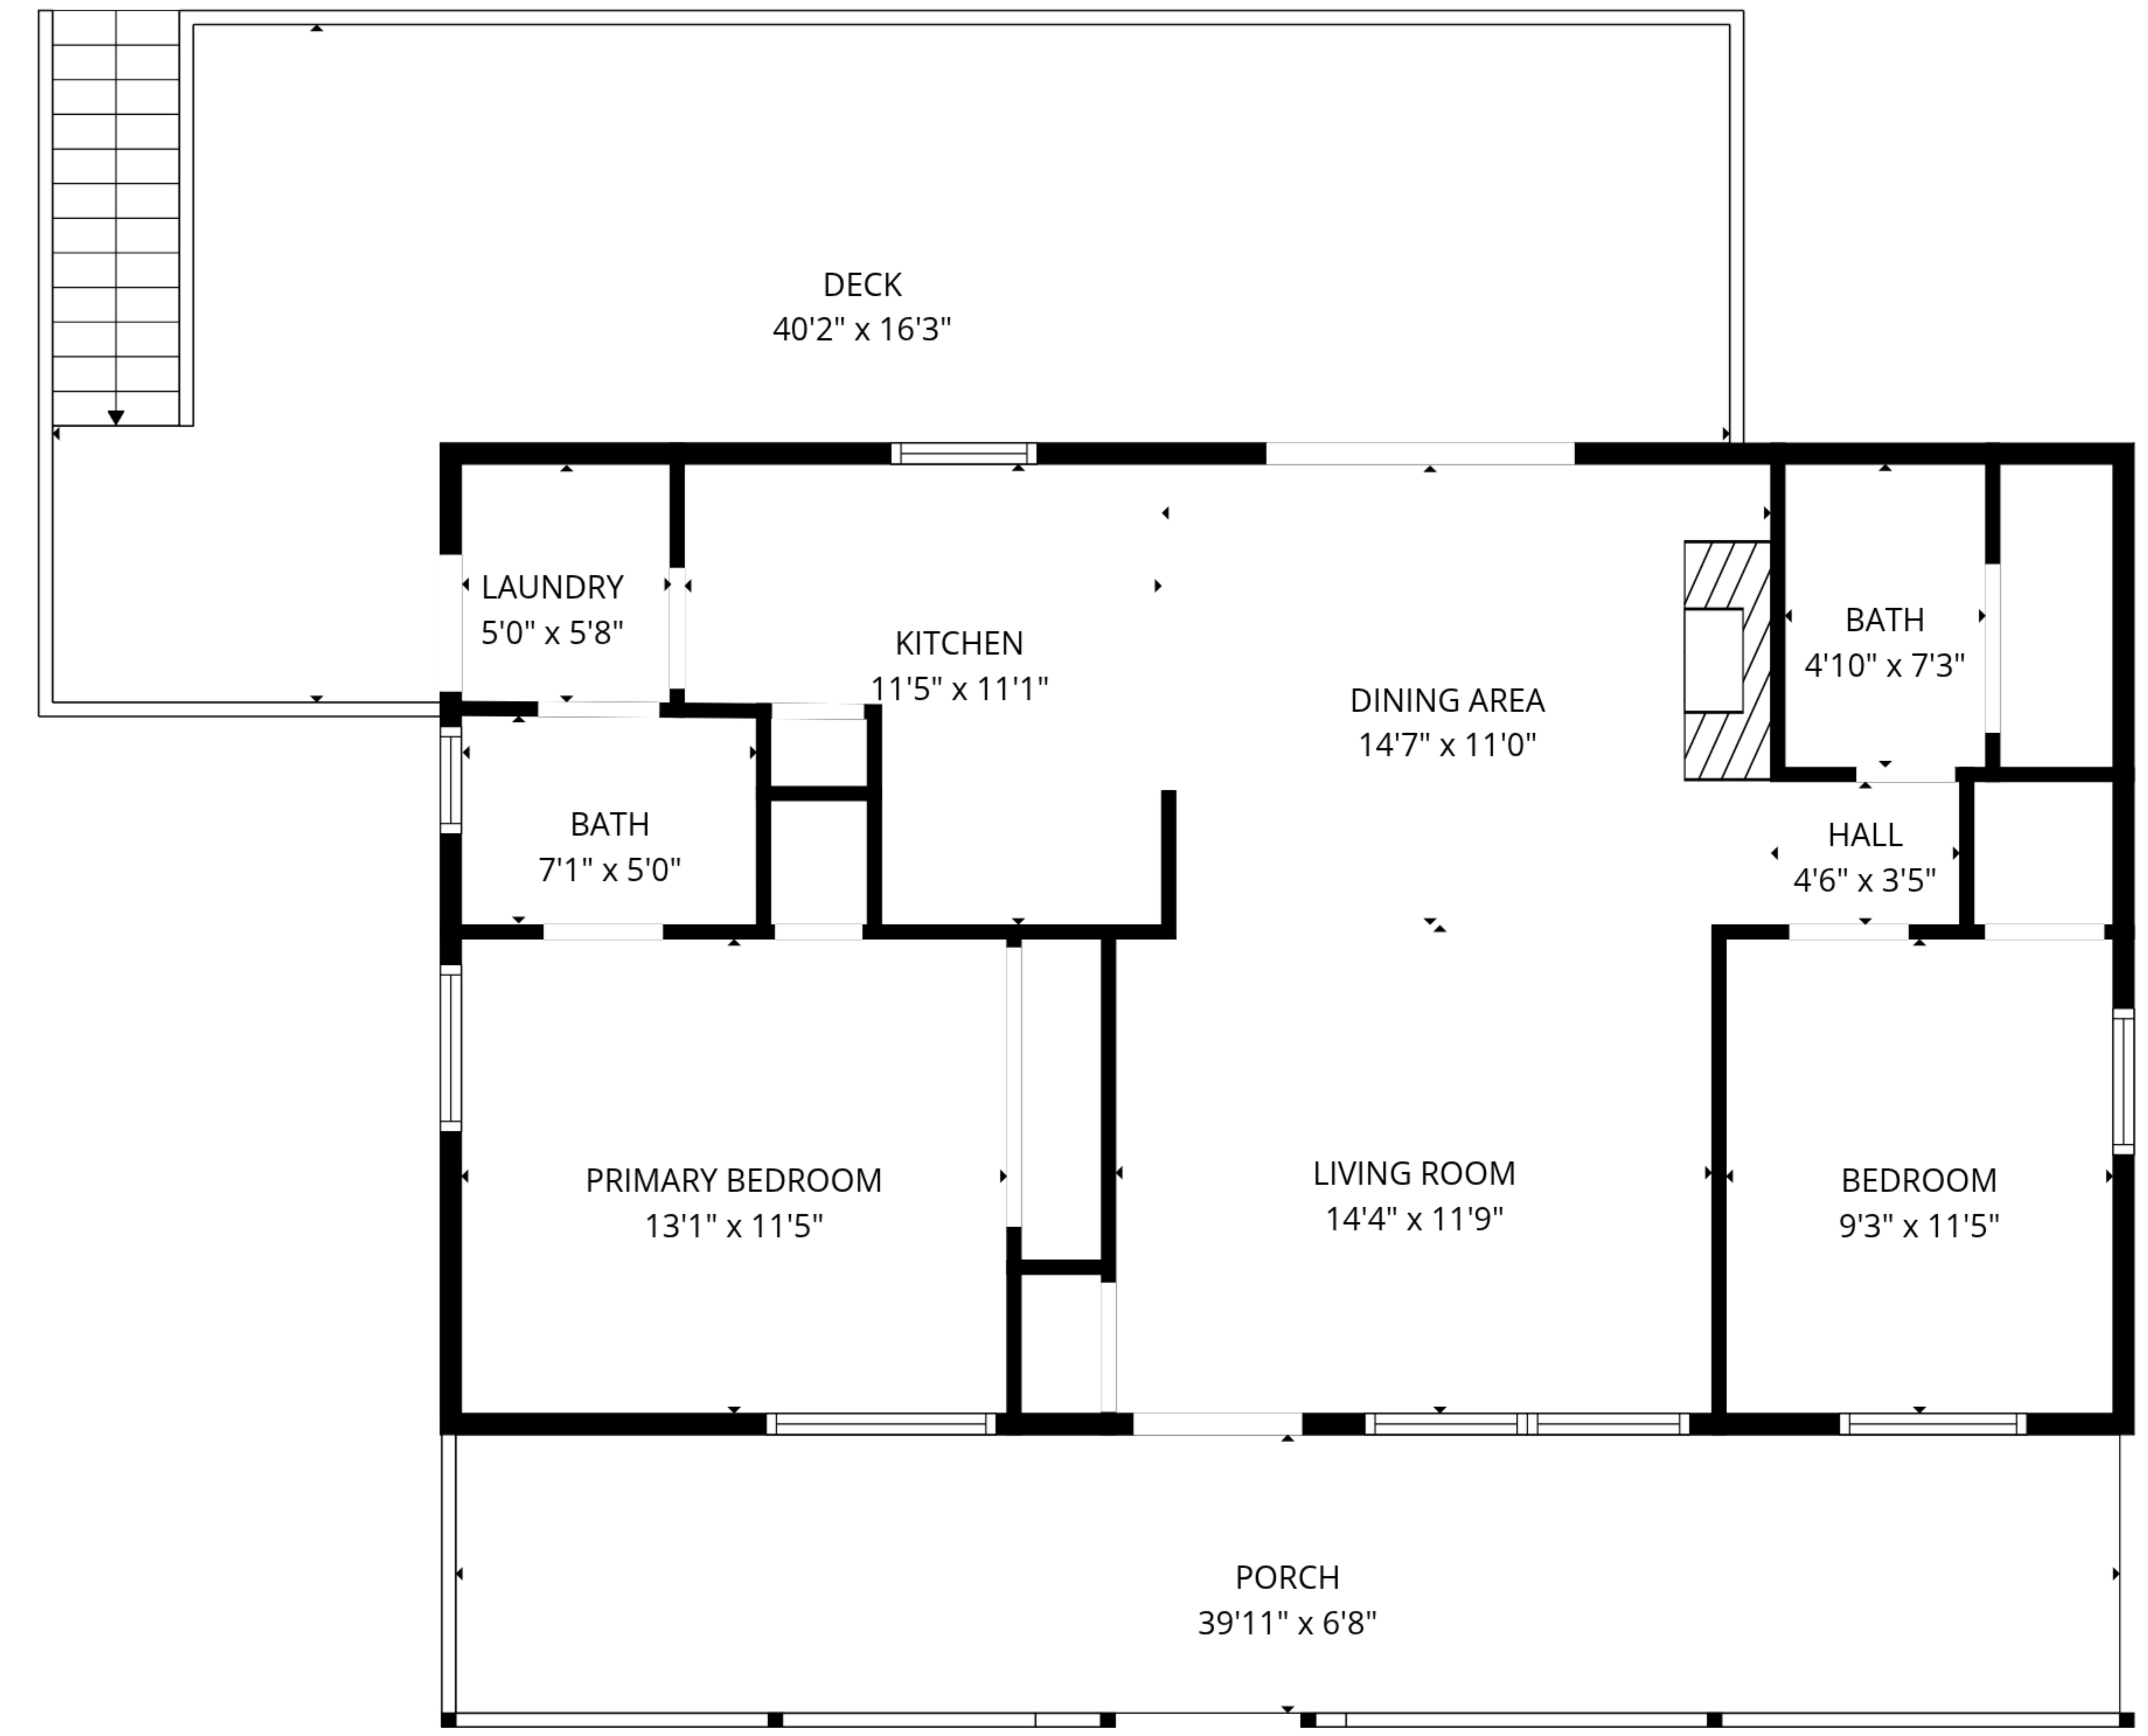 DECK
40'2" x 16'3"
LAUNDRY
5'0" x 5'8"
KITCHEN
11'5" x 11'1"
DINING AREA
14'7" x 11'0"
BATH
4'10" x 7'3"
BATH
7'1" x 5'0"
HALL
4'6" x 3'5"
PRIMARY BEDROOM
13'1" x 11'5"
LIVING ROOM
14'4" x 11'9"
BEDROOM
9'3" x 11'5"
PORCH
39'11" x 6'8"